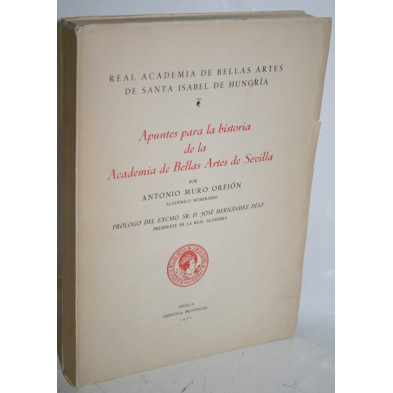 REAL ACADEMIA DE BELLAS ARTES
DE SANTA ISABEL DE HUNGRÍA
Apuntes para la historia
de la
Academia de Bellas Artes de Sevilla
POR
ANTONIO MURO OREJÓN
ACADÉMICO NUMERARIO
PRÓLOGO DEL EXCMO. SR. D. JOSÉ HERNÁNDEZ DÍAZ
PRESIDENTE DE LA REAL ACADEMIA
SEVILLA
IMPRENTA PROVINCIAL